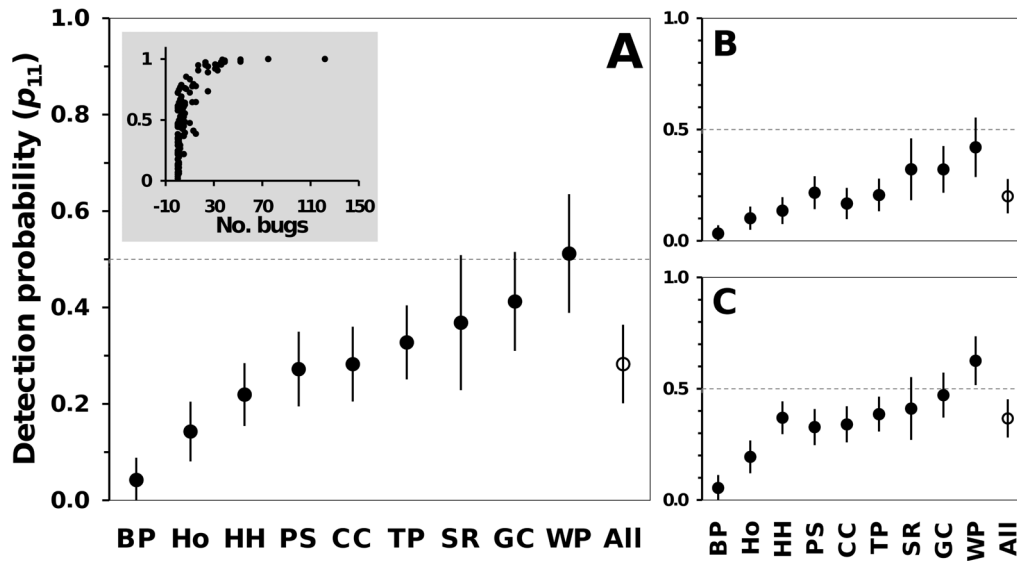 Detection probability (p11)
1.0
0.8
0.6
0.4
0.2
0.0
A
1
0.5
0
-10 30 70 110 150
No. bugs
BP Ho HH PS CC TP SR GC WP All
B
1.0
0.5
0.0
C
1.0
0.5
0.0
BP Ho HH PS CC TP SR GC WP All